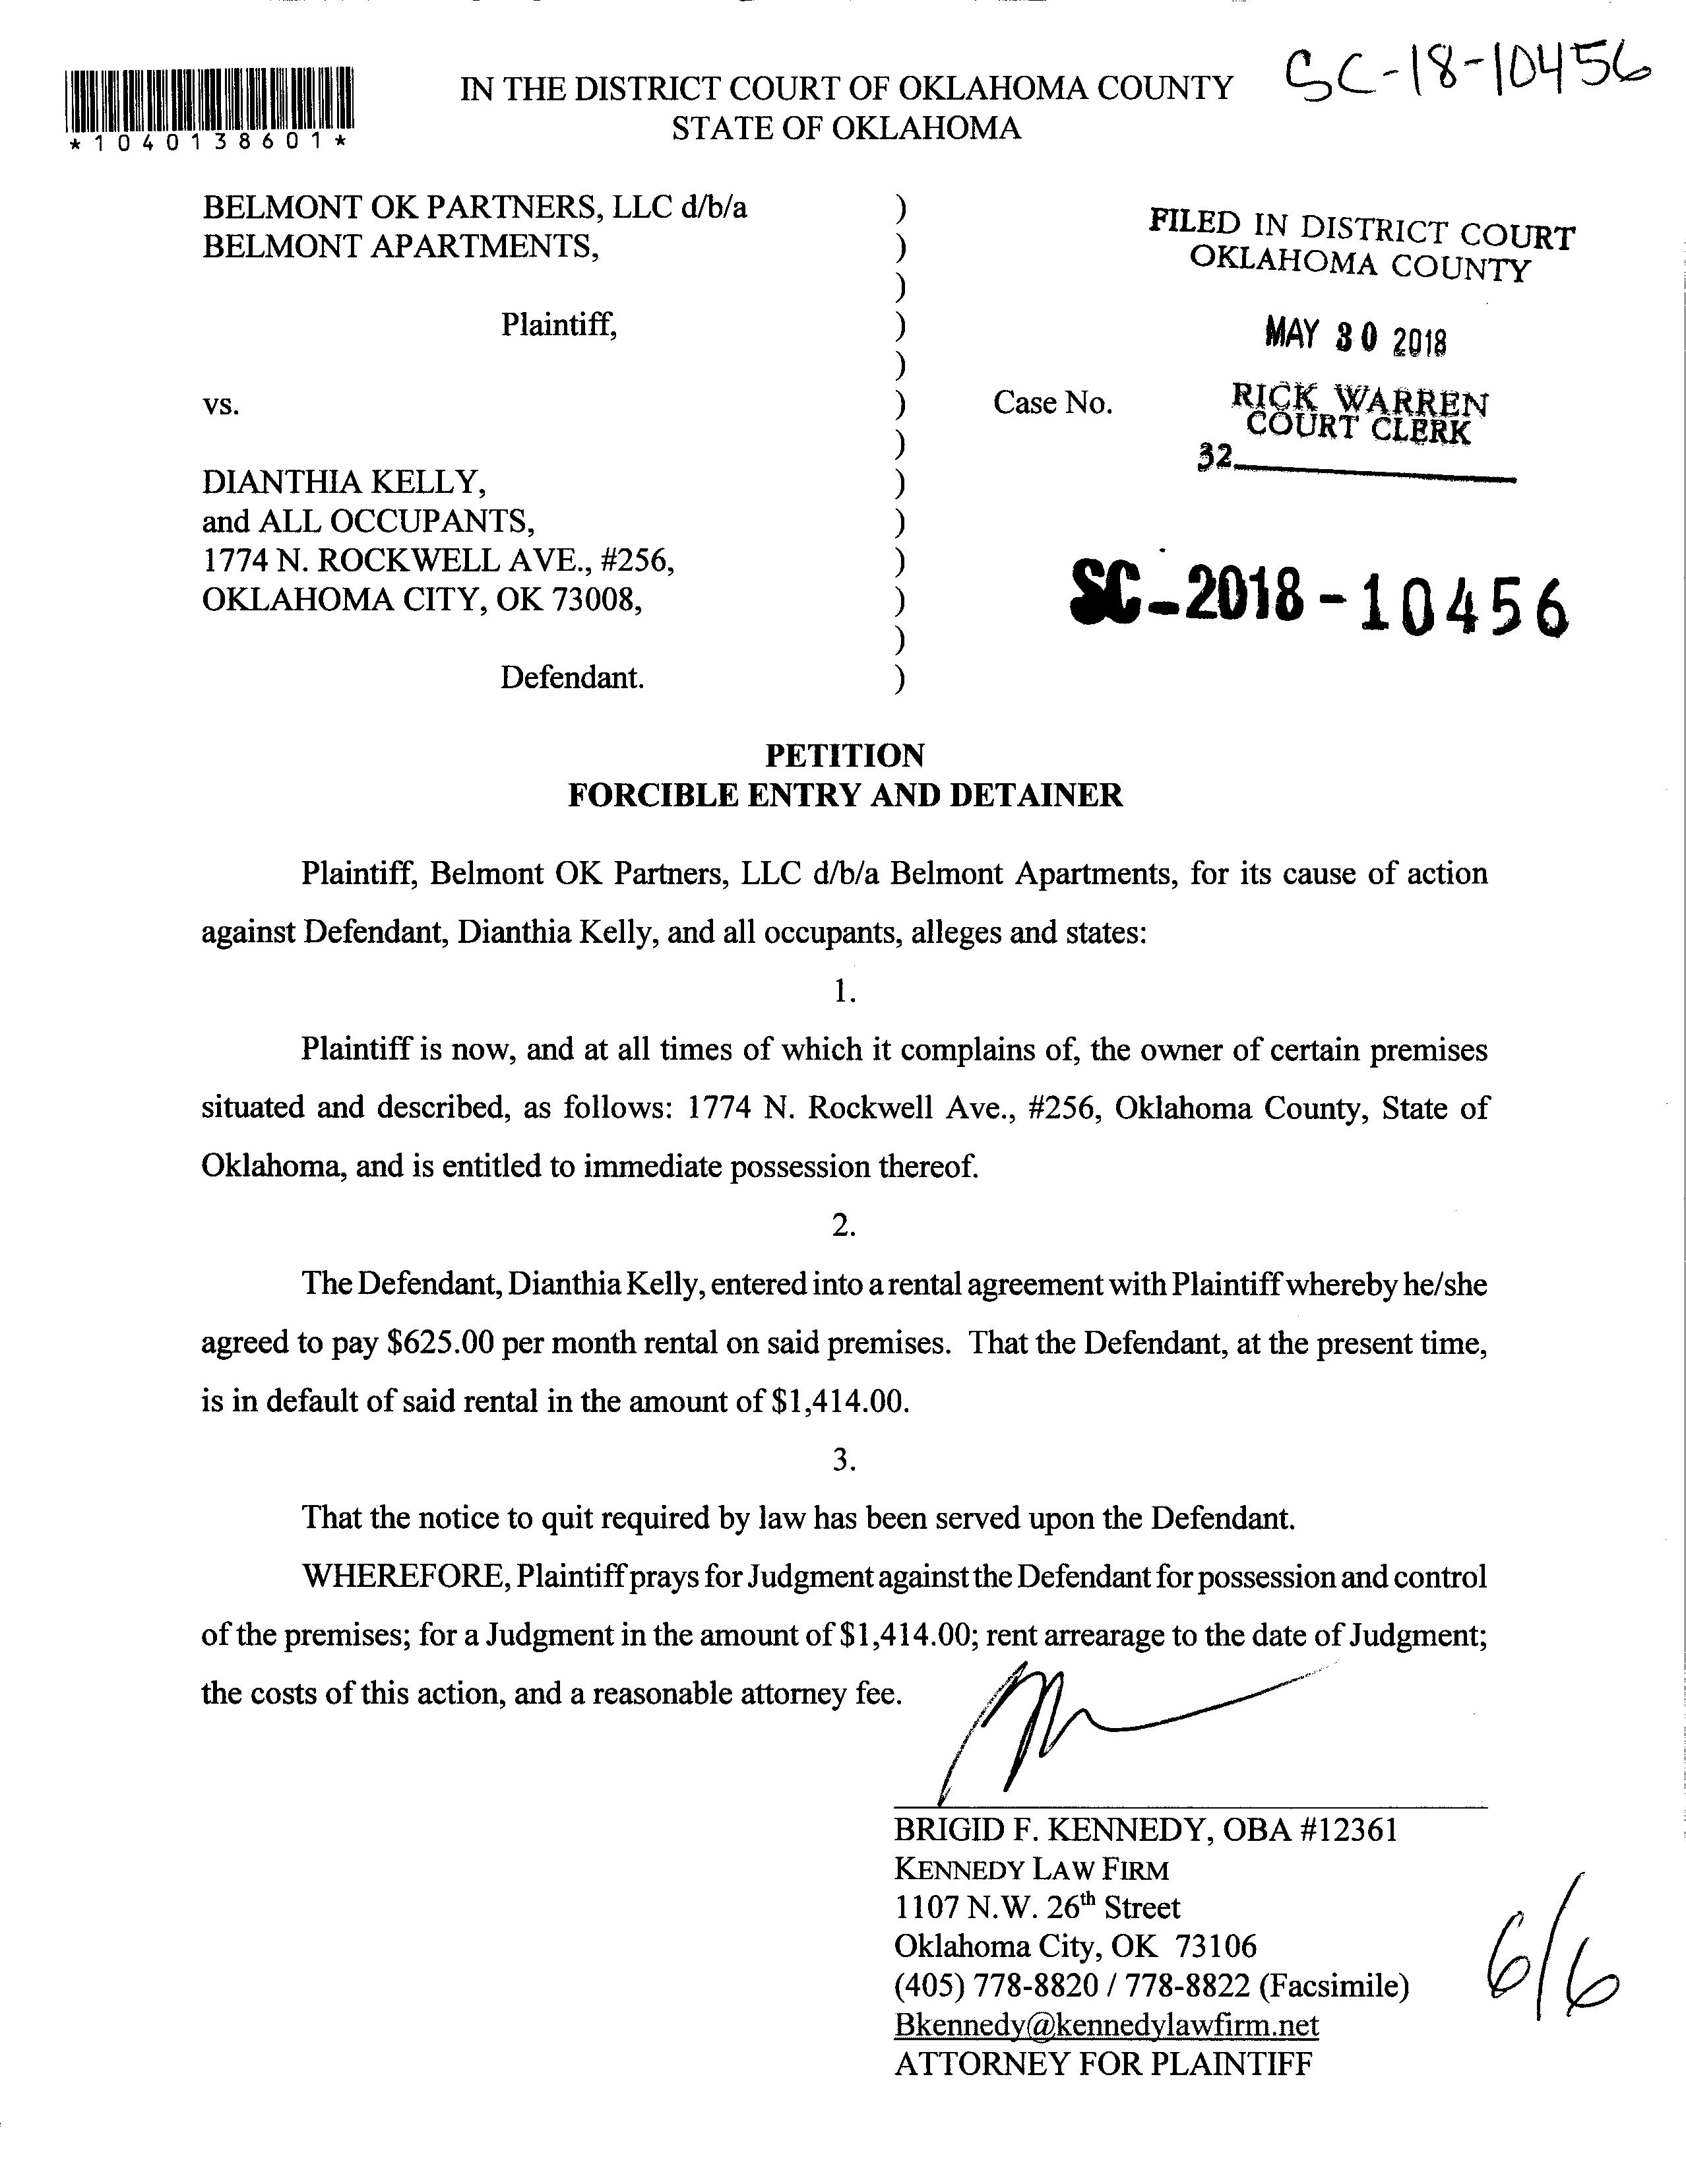 SC-18-10456
*1040138601*
IN THE DISTRICT COURT OF OKLAHOMA COUNTY
STATE OF OKLAHOMA
BELMONT OK PARTNERS, LLC d/b/a )
BELMONT APARTMENTS, )
)
Plaintiff, )
)
vs. ) Case No.
)
DIANTHIA KELLY, )
and ALL OCCUPANTS, )
1774 N. ROCKWELL AVE., #256, )
OKLAHOMA CITY, OK 73008, )
)
Defendant. )
FILED IN DISTRICT COURT
OKLAHOMA COUNTY
MAY 30 2018
RICK WARREN
COURT CLERK
32
SC-2018-10456
PETITION
FORCIBLE ENTRY AND DETAINER
Plaintiff, Belmont OK Partners, LLC d/b/a Belmont Apartments, for its cause of action
against Defendant, Dianthia Kelly, and all occupants, alleges and states:
1.
Plaintiff is now, and at all times of which it complains of, the owner of certain premises
situated and described, as follows: 1774 N. Rockwell Ave., #256, Oklahoma County, State of
Oklahoma, and is entitled to immediate possession thereof.
2.
The Defendant, Dianthia Kelly, entered into a rental agreement with Plaintiff whereby he/she
agreed to pay $625.00 per month rental on said premises. That the Defendant, at the present time,
is in default of said rental in the amount of $1,414.00.
3.
That the notice to quit required by law has been served upon the Defendant.
WHEREFORE, Plaintiff prays for Judgment against the Defendant for possession and control
of the premises; for a Judgment in the amount of $1,414.00; rent arrearage to the date of Judgment;
the costs of this action, and a reasonable attorney fee.
BRIGID F. KENNEDY, OBA #12361
KENNEDY LAW FIRM
1107 N.W. 26th Street
Oklahoma City, OK 73106
(405) 778-8820 / 778-8822 (Facsimile)
Bkennedy@kennedylawfirm.net
ATTORNEY FOR PLAINTIFF
6/6